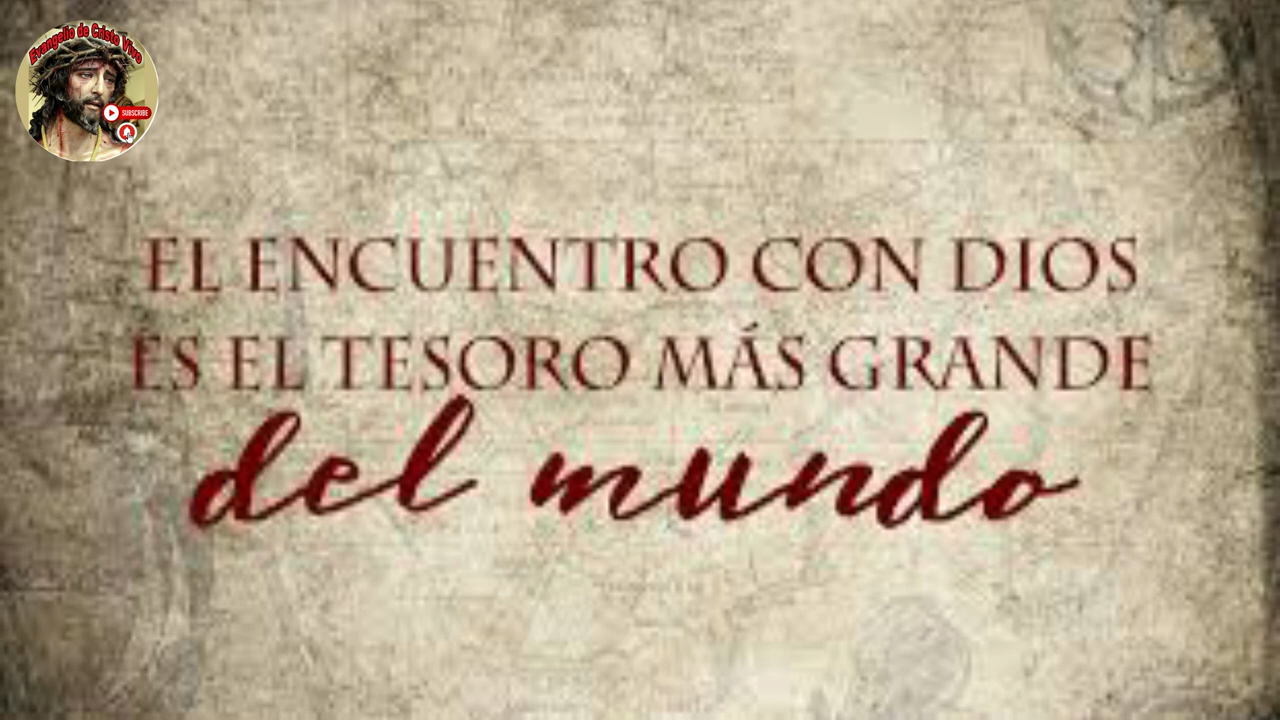 Evangelio de Cristo Vivo
SUBSCRIBE
EL ENCUENTRO CON DIOS
ES EL TESORO MÁS GRANDE
del mundo